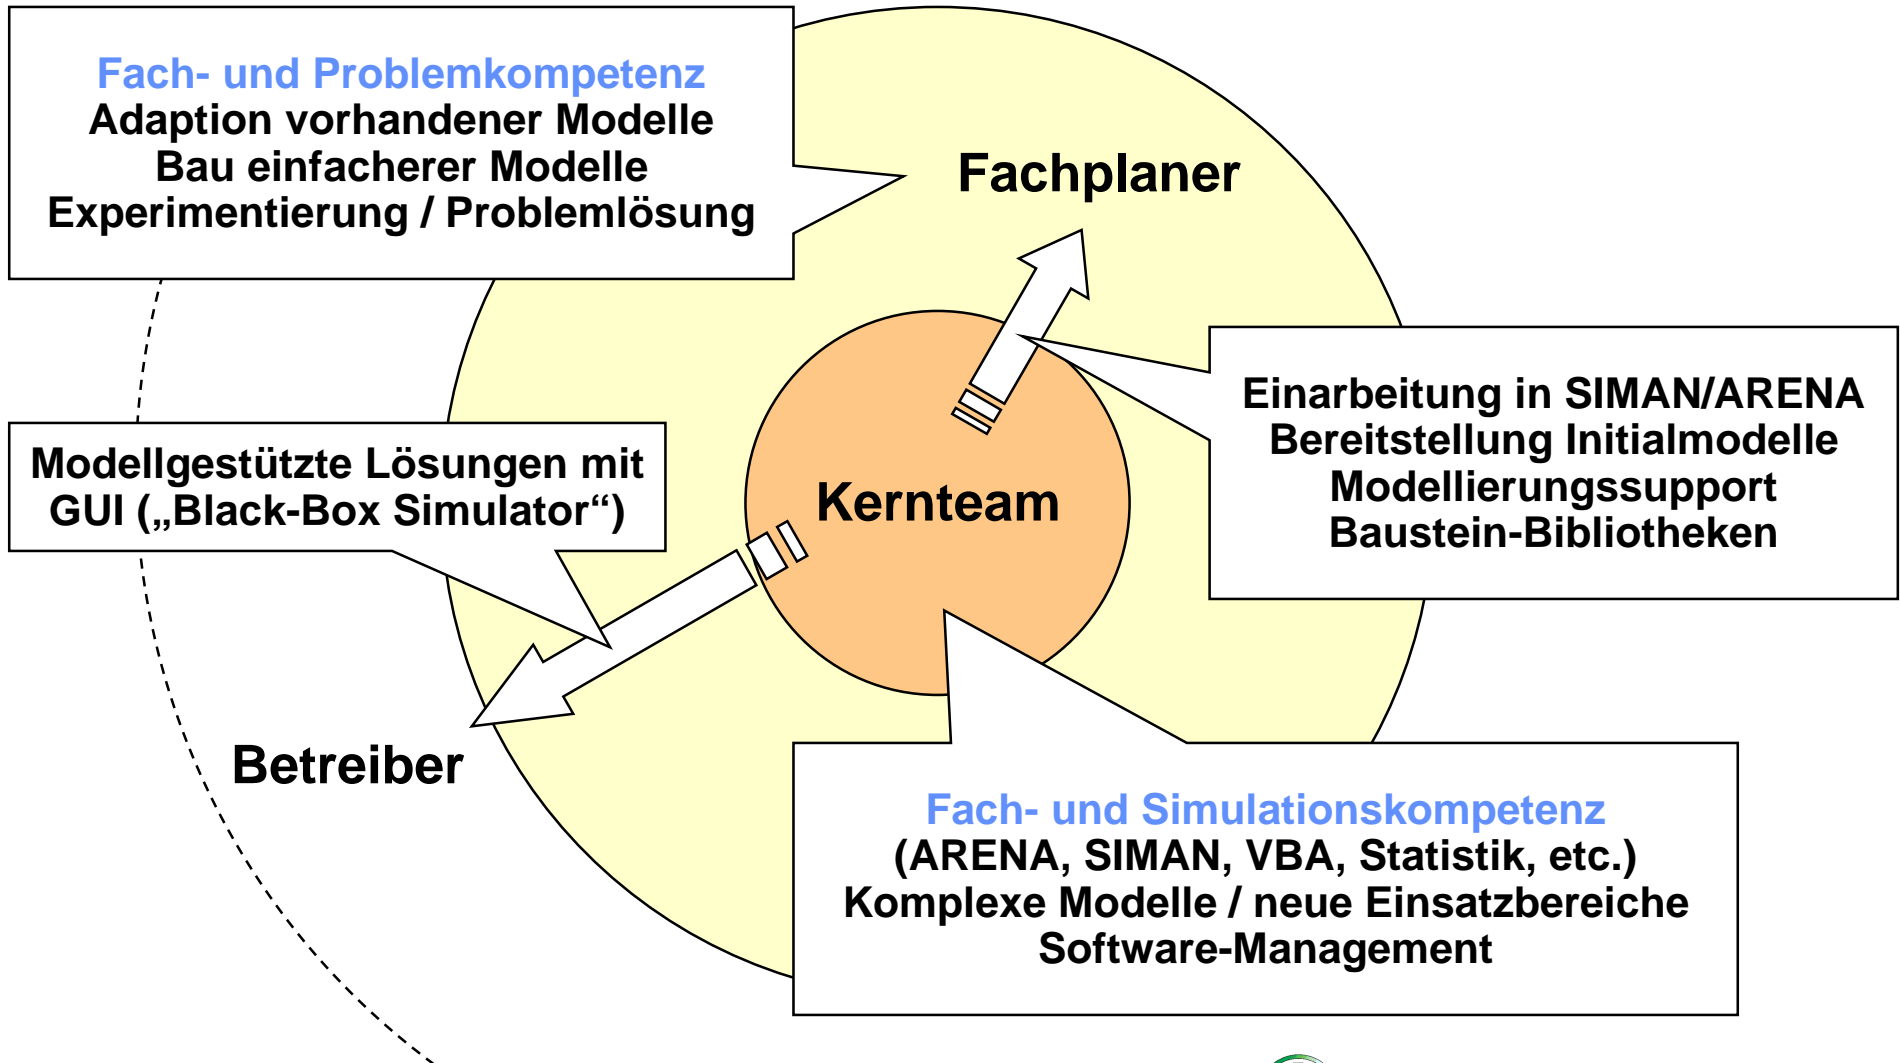 Fach- und Problemkompetenz
Adaption vorhandener Modelle
Bau einfacherer Modelle
Experimentierung / Problemlösung
Fachplaner
Einarbeitung in SIMAN/ARENA
Bereitstellung Initialmodelle
Modellierungssupport
Baustein-Bibliotheken
Modellgestützte Lösungen mit
GUI („Black-Box Simulator“)
Kernteam
Betreiber
Fach- und Simulationskompetenz
(ARENA, SIMAN, VBA, Statistik, etc.)
Komplexe Modelle / neue Einsatzbereiche
Software-Management